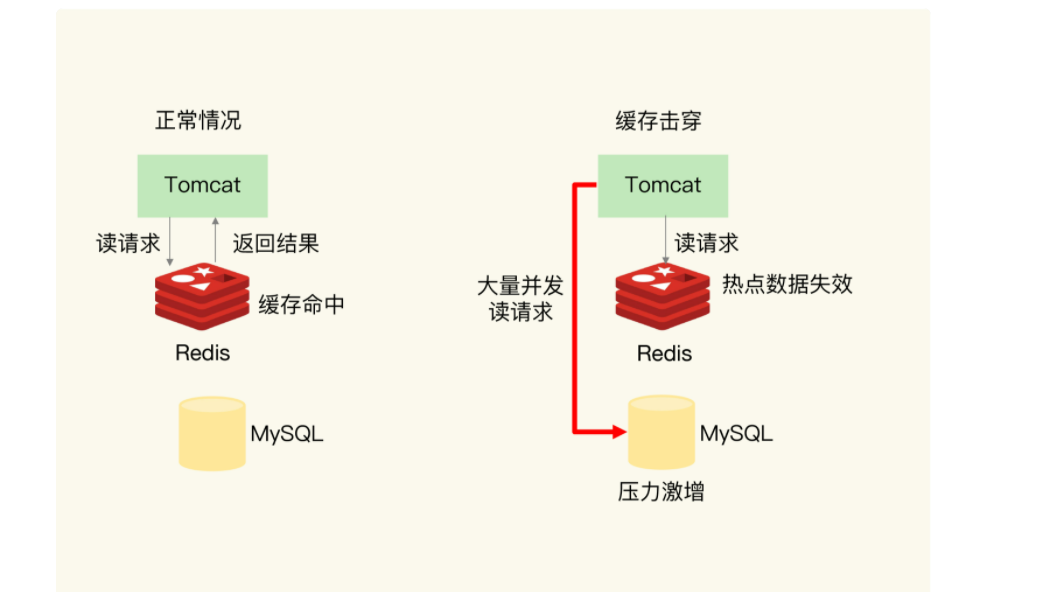 正常情况
Tomcat
读请求
返回结果
缓存命中
Redis
MySQL
缓存击穿
Tomcat
读请求
大量并发
读请求
热点数据失效
Redis
MySQL
压力激增